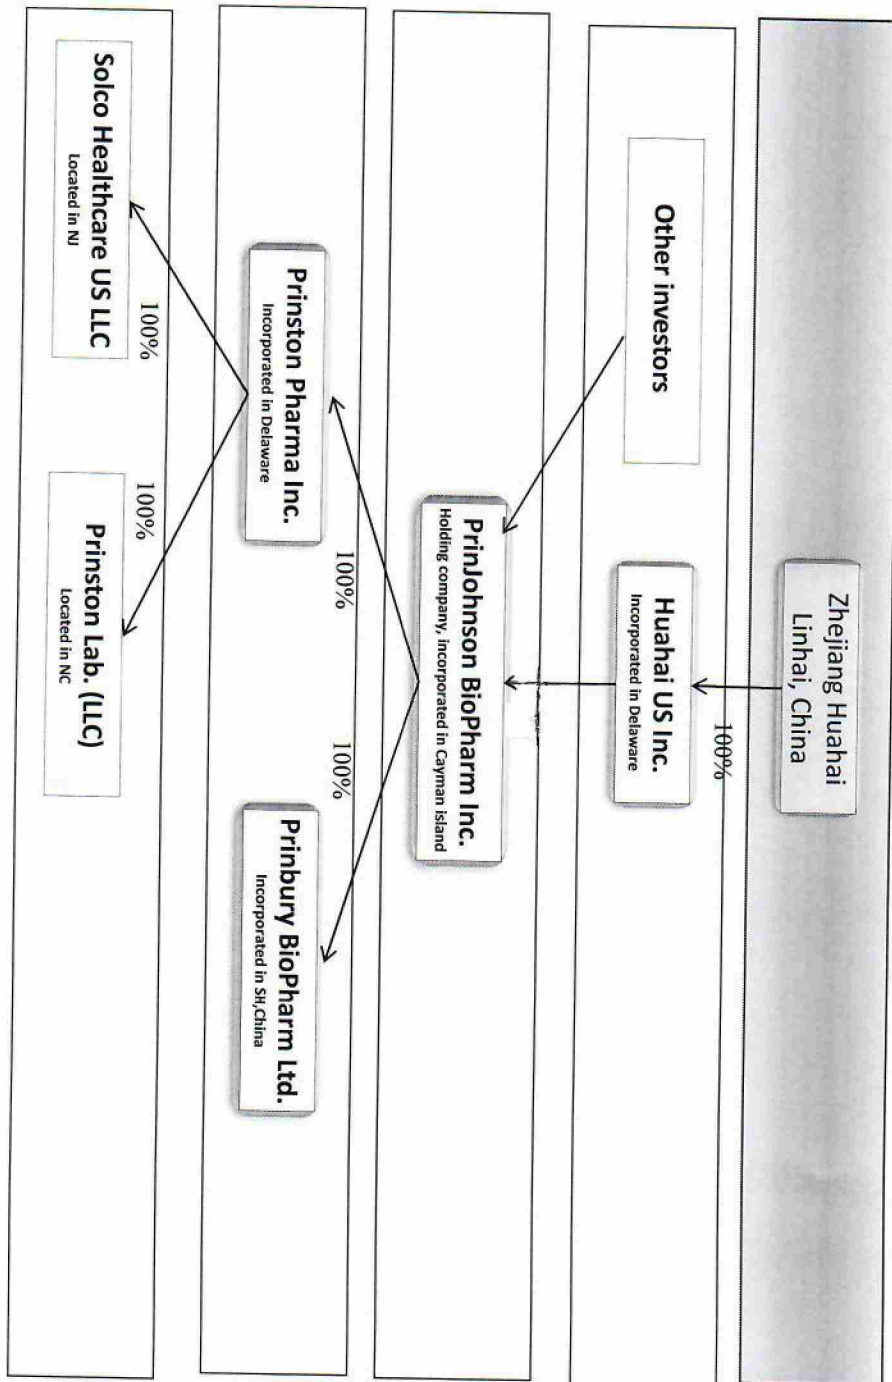 Zhejiang Huahai
Linhai, China
100%
Other investors
Huahai US Inc.
Incorporated in Delaware
PrinJohnson BioPharm Inc.
Holding company, incorporated in Cayman island
100%
100%
Prinston Pharma Inc.
Incorporated in Delaware
Prinbury BioPharm Ltd.
Incorporated in SH,China
100%
100%
Solco Healthcare US LLC
Located in NJ
Prinston Lab. (LLC)
Located in NC